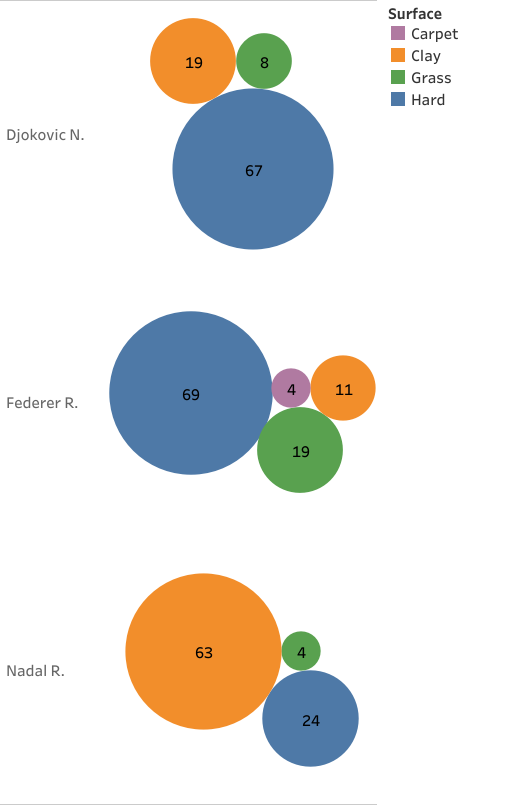 Surface
Carpet
Clay
Grass
Hard
19
8
Djokovic N.
67
4
11
Federer R.
69
19
63
4
Nadal R.
24